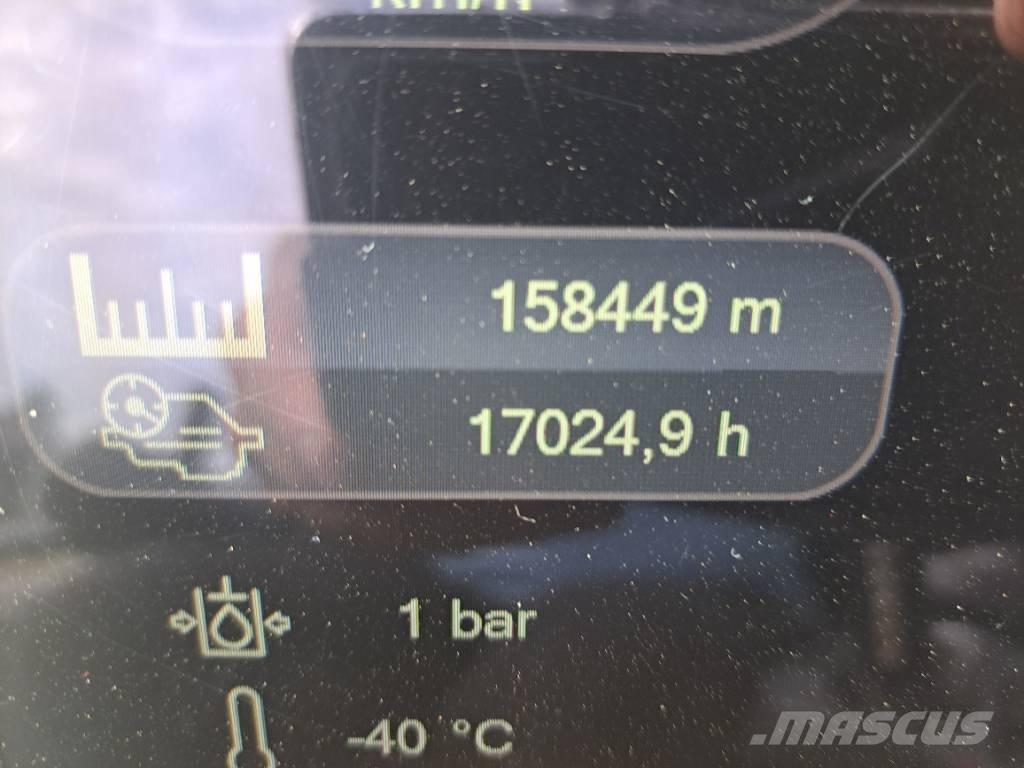 158449 m
17024,9 h
1 bar
-40 °C
.MASCUS